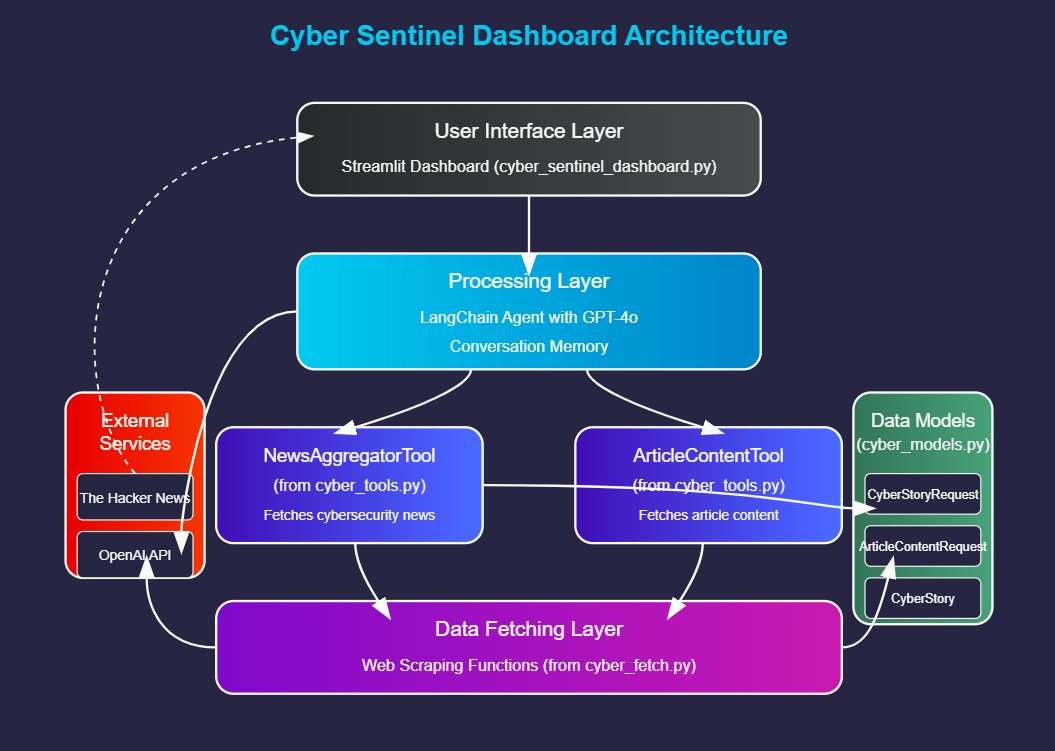 Cyber Sentinel Dashboard Architecture
User Interface Layer
Streamlit Dashboard (cyber_sentinel_dashboard.py)
Processing Layer
LangChain Agent with GPT-4o
Conversation Memory
External
Services
The Hacker News
OpenAI API
NewsAggregatorTool
(from cyber_tools.py)
Fetches cybersecurity news
ArticleContentTool
(from cyber_tools.py)
Fetches article content
Data Models
(cyber_models.py)
CyberStoryRequest
ArticleContentRequest
CyberStory
Data Fetching Layer
Web Scraping Functions (from cyber_fetch.py)